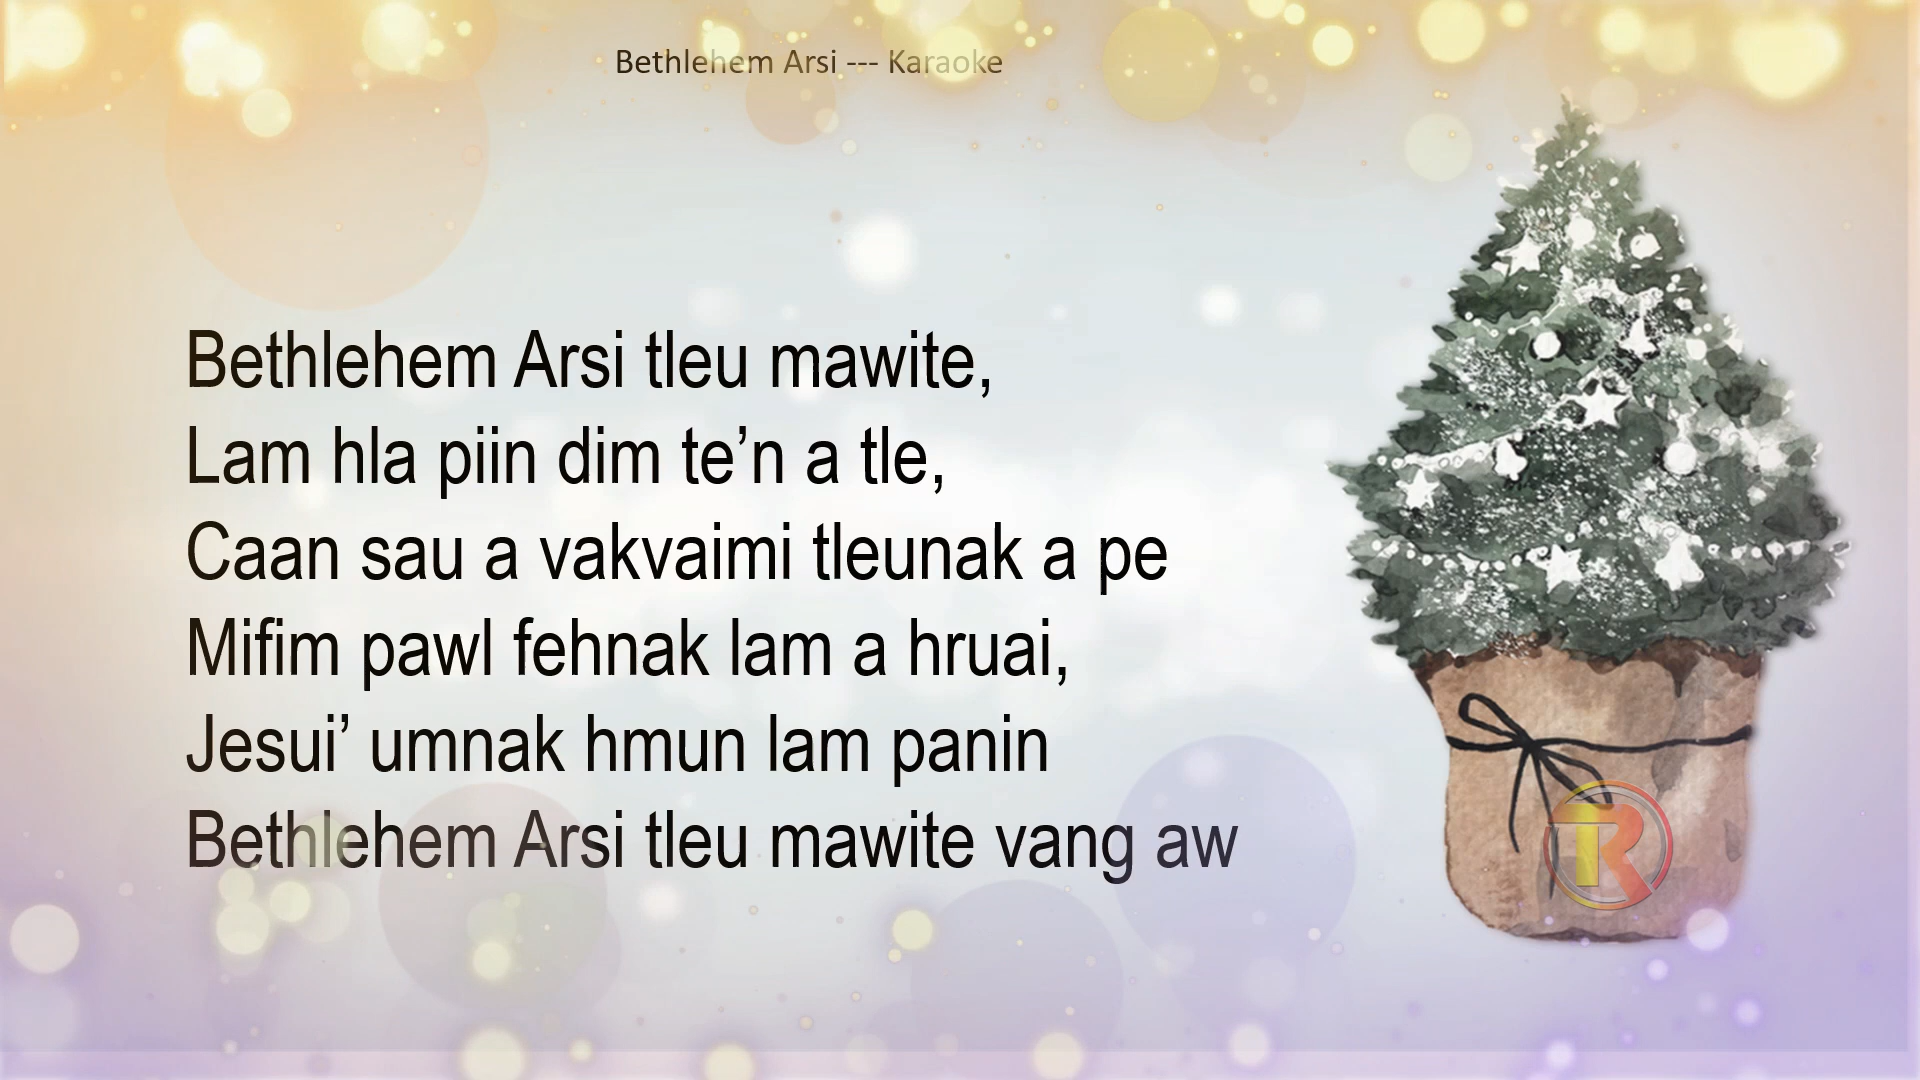 Bethlehem Arsi --- Karaoke
Bethlehem Arsi tleu mawite,
Lam hla piin dim te’n a tle,
Caan sau a vakvaimi tleunak a pe
Mifim pawl fehnak lam a hruai,
Jesui’ umnak hmun lam panin
Bethlehem Arsi tleu mawite vang aw
TR